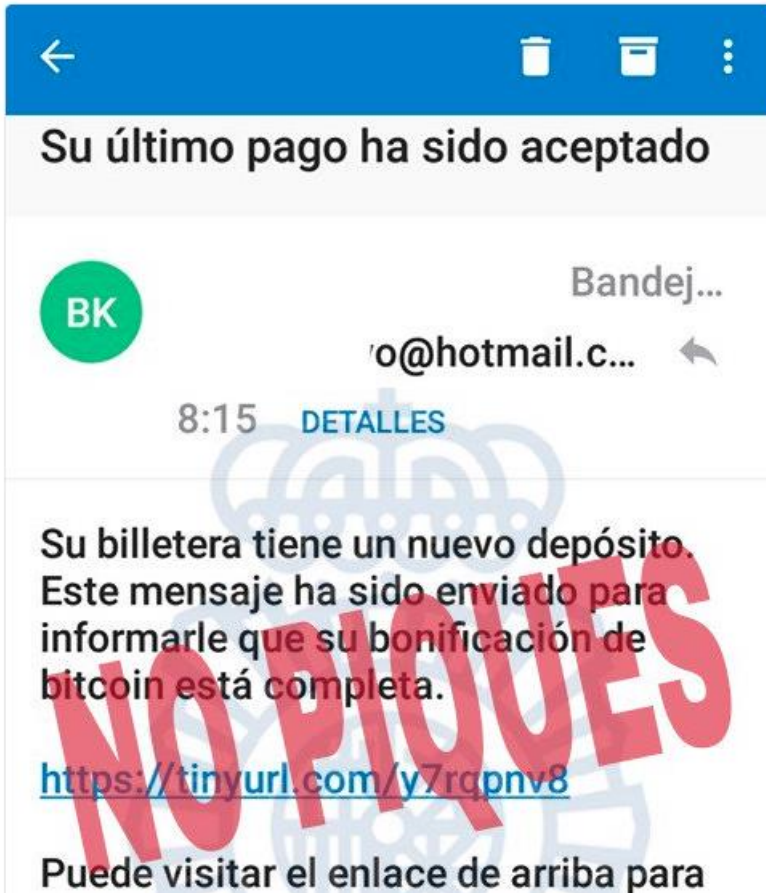 Su último pago ha sido aceptado
BK
Bandej...
o@hotmail.c...
8:15 DETALLES
Su billetera tiene un nuevo depósito.
Este mensaje ha sido enviado para
informarle que su bonificación de
bitcoin está completa.
NO PIQUES
https://tinyurl.com/y7rqpnv8
Puede visitar el enlace de arriba para